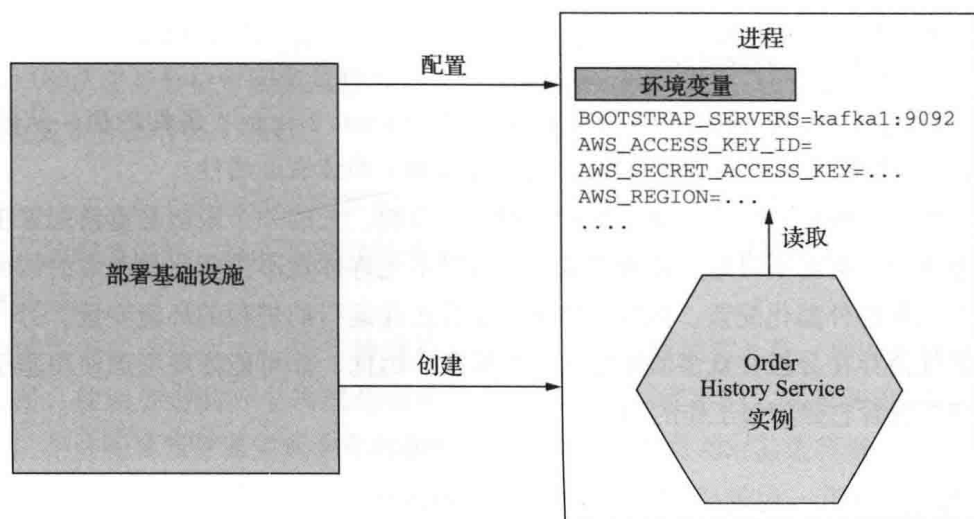 进程
配置
环境变量
BOOTSTRAP_SERVERS=kafka1:9092
AWS_ACCESS_KEY_ID=
AWS_SECRET_ACCESS_KEY=...
AWS_REGION=...
....
读取
部署基础设施
创建
Order
History Service
实例